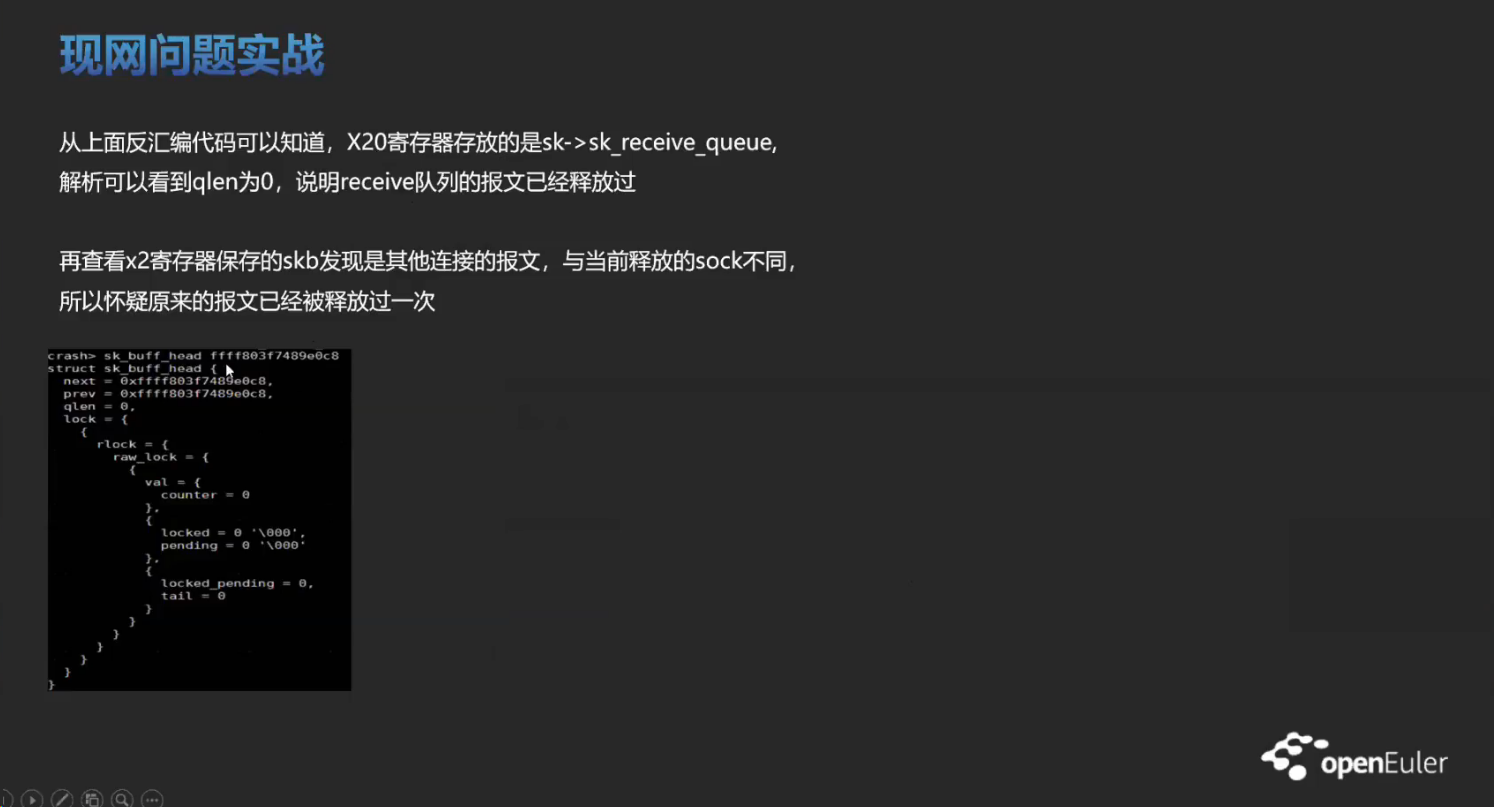 现网问题实战
从上面反汇编代码可以知道，X20寄存器存放的是sk->sk_receive_queue,
解析可以看到qlen为0，说明receive队列的报文已经释放过
再查看x2寄存器保存的skb发现是其他连接的报文，与当前释放的sock不同，
所以怀疑原来的报文已经被释放过一次
crash> sk_buff_head ffff803f7489e0c8
struct sk_buff_head {
next = 0xffff803f7489e0c8,
prev = 0xffff803f7489e0c8,
qlen = 0,
lock = {
{
rlock = {
raw_lock = {
{
val = {
counter = 0
},
{
locked = 0 '\000',
pending = 0 '\000'
},
{
locked_pending = 0,
tail = 0
}
}
}
}
}
}
}
openEuler